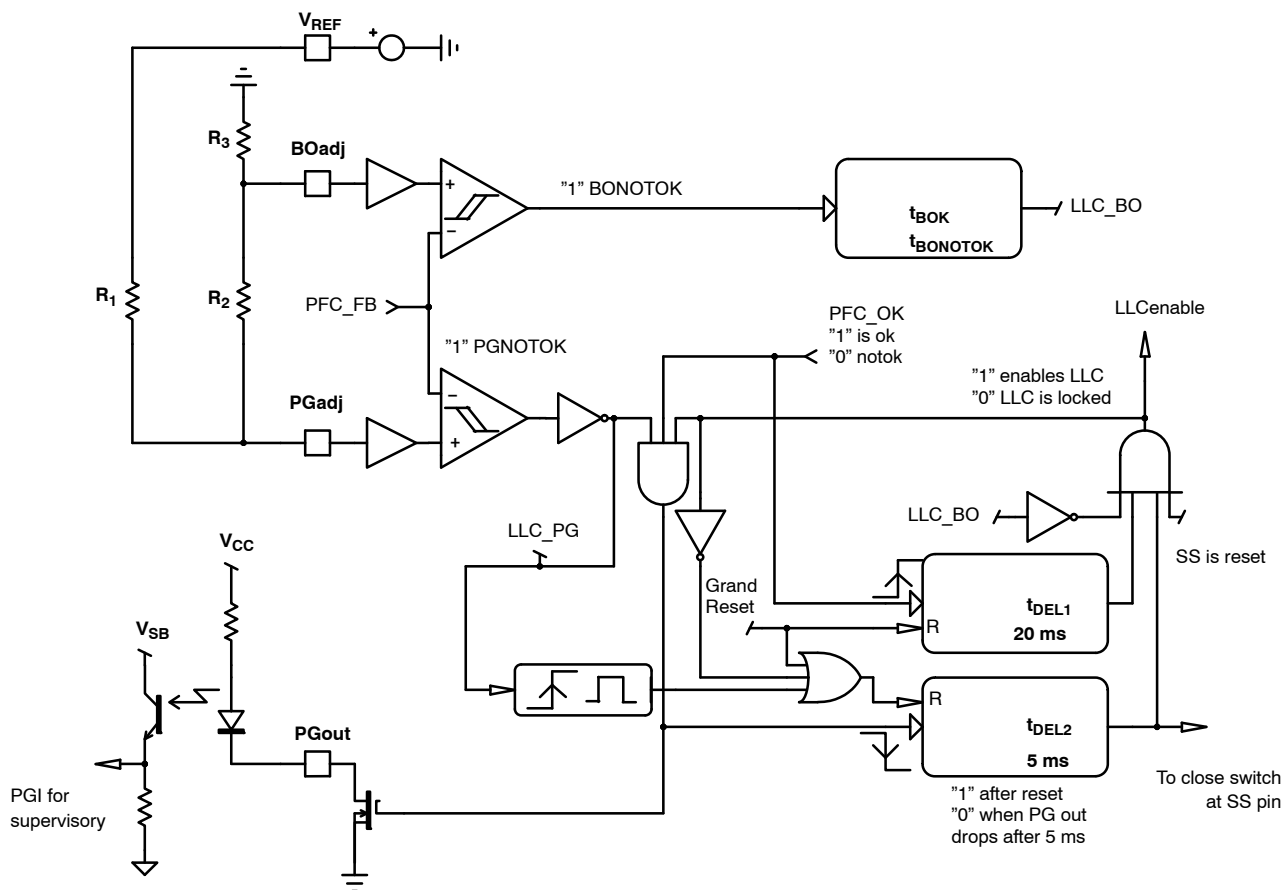 VREF
+
R3
BOadj
+
−
"1" BONOTOK
tBOK
tBONOTOK
LLC_BO
R1
R2
PFC_FB
PFC_OK
"1" is ok
"0" notok
LLCenable
"1" PGNOTOK
"1" enables LLC
"0" LLC is locked
PGadj
−
+
LLC_BO
SS is reset
LLC_PG
VCC
Grand
Reset
tDEL1
20 ms
R
VSB
R
tDEL2
5 ms
PGout
PGI for
supervisory
To close switch
at SS pin
"1" after reset
"0" when PG out
drops after 5 ms